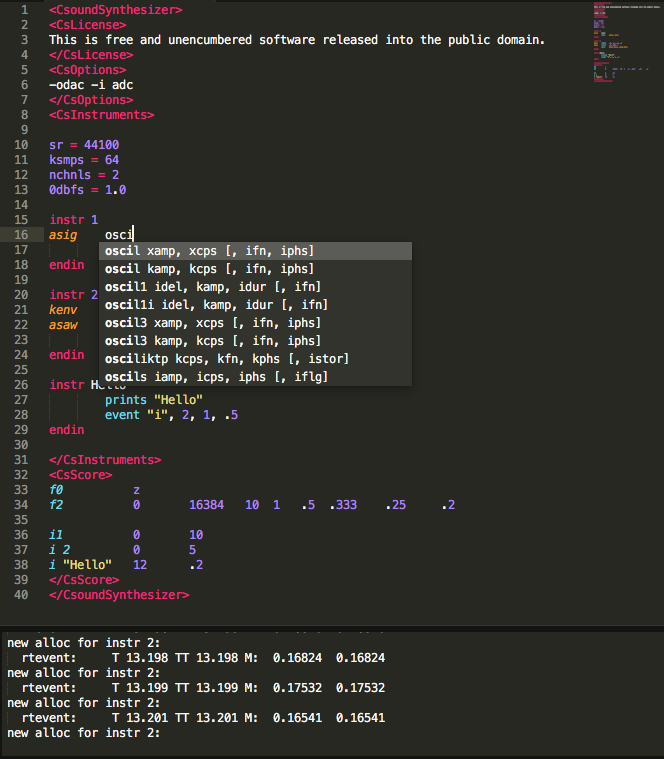 1 <CsoundSynthesizer>
2 <CsLicense>
3 This is free and unencumbered software released into the public domain.
4 </CsLicense>
5 <CsOptions>
6 -odac -i adc
7 </CsOptions>
8 <CsInstruments>
9
10 sr = 44100
11 ksmps = 64
12 nchnls = 2
13 0dbfs = 1.0
14
15 instr 1
16 asig osci
17 oscil xamp, xcps [, ifn, iphs]
18 endin oscil kamp, kcps [, ifn, iphs]
19 oscil1 idel, kamp, idur [, ifn]
20 instr 2 oscil1i idel, kamp, idur [, ifn]
21 kenv
22 asaw oscil3 xamp, xcps [, ifn, iphs]
23 oscil3 kamp, kcps [, ifn, iphs]
24 endin osciliktp kcps, kfn, kphs [, istor]
25 oscils iamp, icps, iphs [, iflg]
26 instr Hello
27 prints "Hello"
28 event "i", 2, 1, .5
29 endin
30
31 </CsInstruments>
32 <CsScore>
33 f0 z
34 f2 0 16384 10 1 .5 .333 .25 .2
35
36 i1 0 10
37 i 2 0 5
38 i "Hello" 12 .2
39 </CsScore>
40 </CsoundSynthesizer>
new alloc for instr 2:
rtevent: T 13.198 TT 13.198 M: 0.16824 0.16824
new alloc for instr 2:
rtevent: T 13.199 TT 13.199 M: 0.17532 0.17532
new alloc for instr 2:
rtevent: T 13.201 TT 13.201 M: 0.16541 0.16541
new alloc for instr 2: